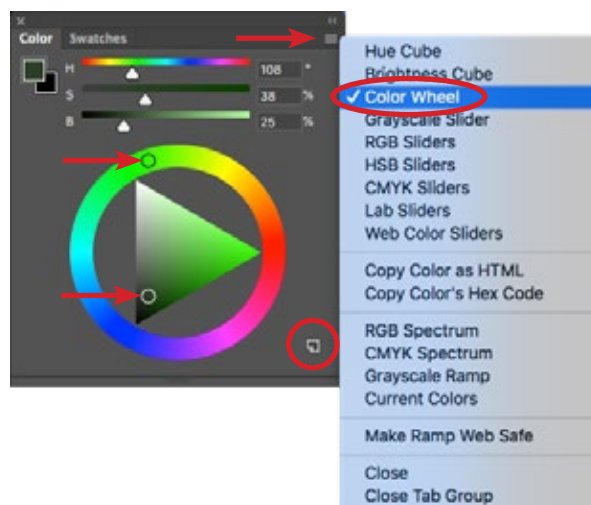 Color Swatches
H 108 °
S 38 %
B 25 %
Hue Cube
Brightness Cube
✓ Color Wheel
Grayscale Slider
RGB Sliders
HSB Sliders
CMYK Sliders
Lab Sliders
Web Color Sliders
Copy Color as HTML
Copy Color's Hex Code
RGB Spectrum
CMYK Spectrum
Grayscale Ramp
Current Colors
Make Ramp Web Safe
Close
Close Tab Group